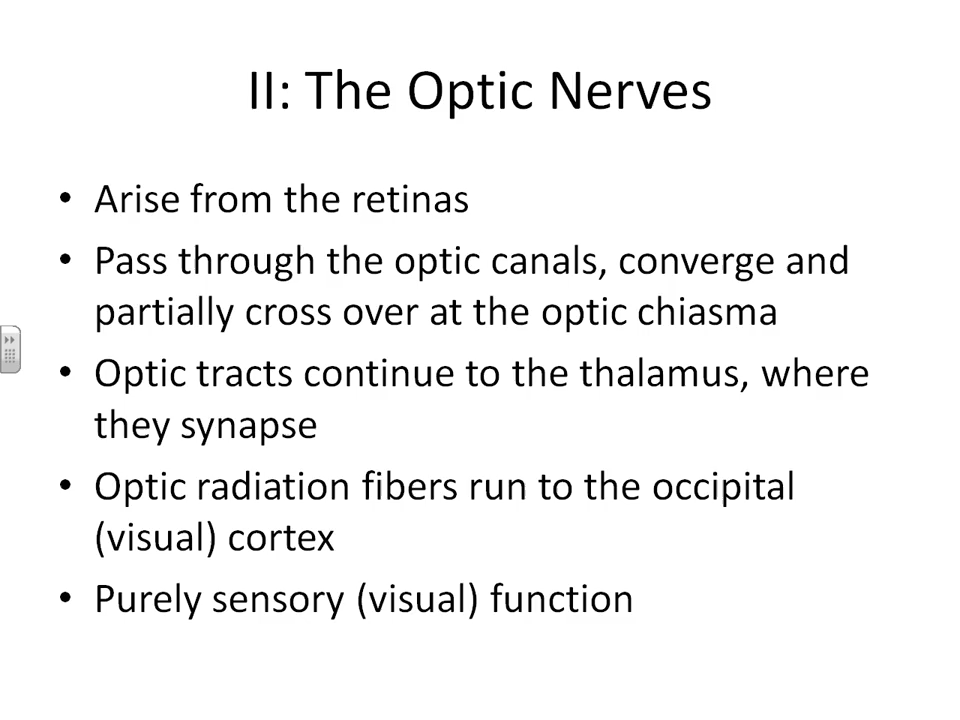 II: The Optic Nerves
• Arise from the retinas
• Pass through the optic canals, converge and
partially cross over at the optic chiasma
• Optic tracts continue to the thalamus, where
they synapse
• Optic radiation fibers run to the occipital
(visual) cortex
• Purely sensory (visual) function